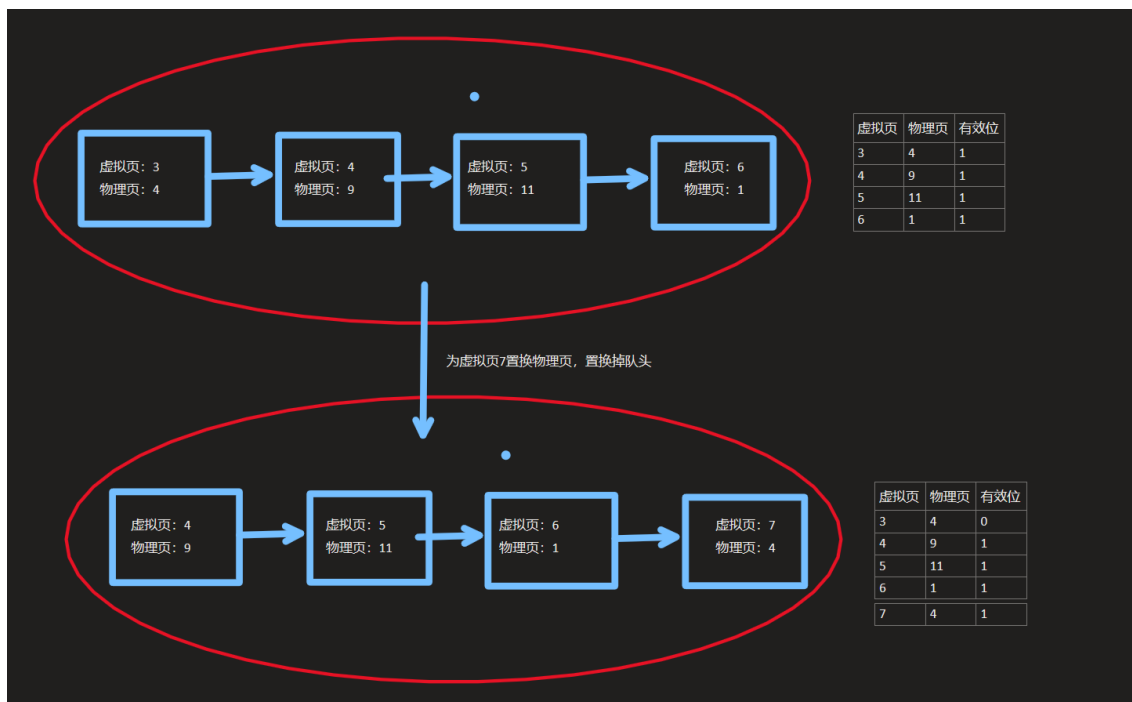 虚拟页：3
物理页：4
虚拟页：4
物理页：9
虚拟页：5
物理页：11
虚拟页：6
物理页：1
虚拟页 物理页 有效位
3 4 1
4 9 1
5 11 1
6 1 1
为虚拟页7置换物理页，置换掉队头
虚拟页：4
物理页：9
虚拟页：5
物理页：11
虚拟页：6
物理页：1
虚拟页：7
物理页：4
虚拟页 物理页 有效位
3 4 0
4 9 1
5 11 1
6 1 1
7 4 1